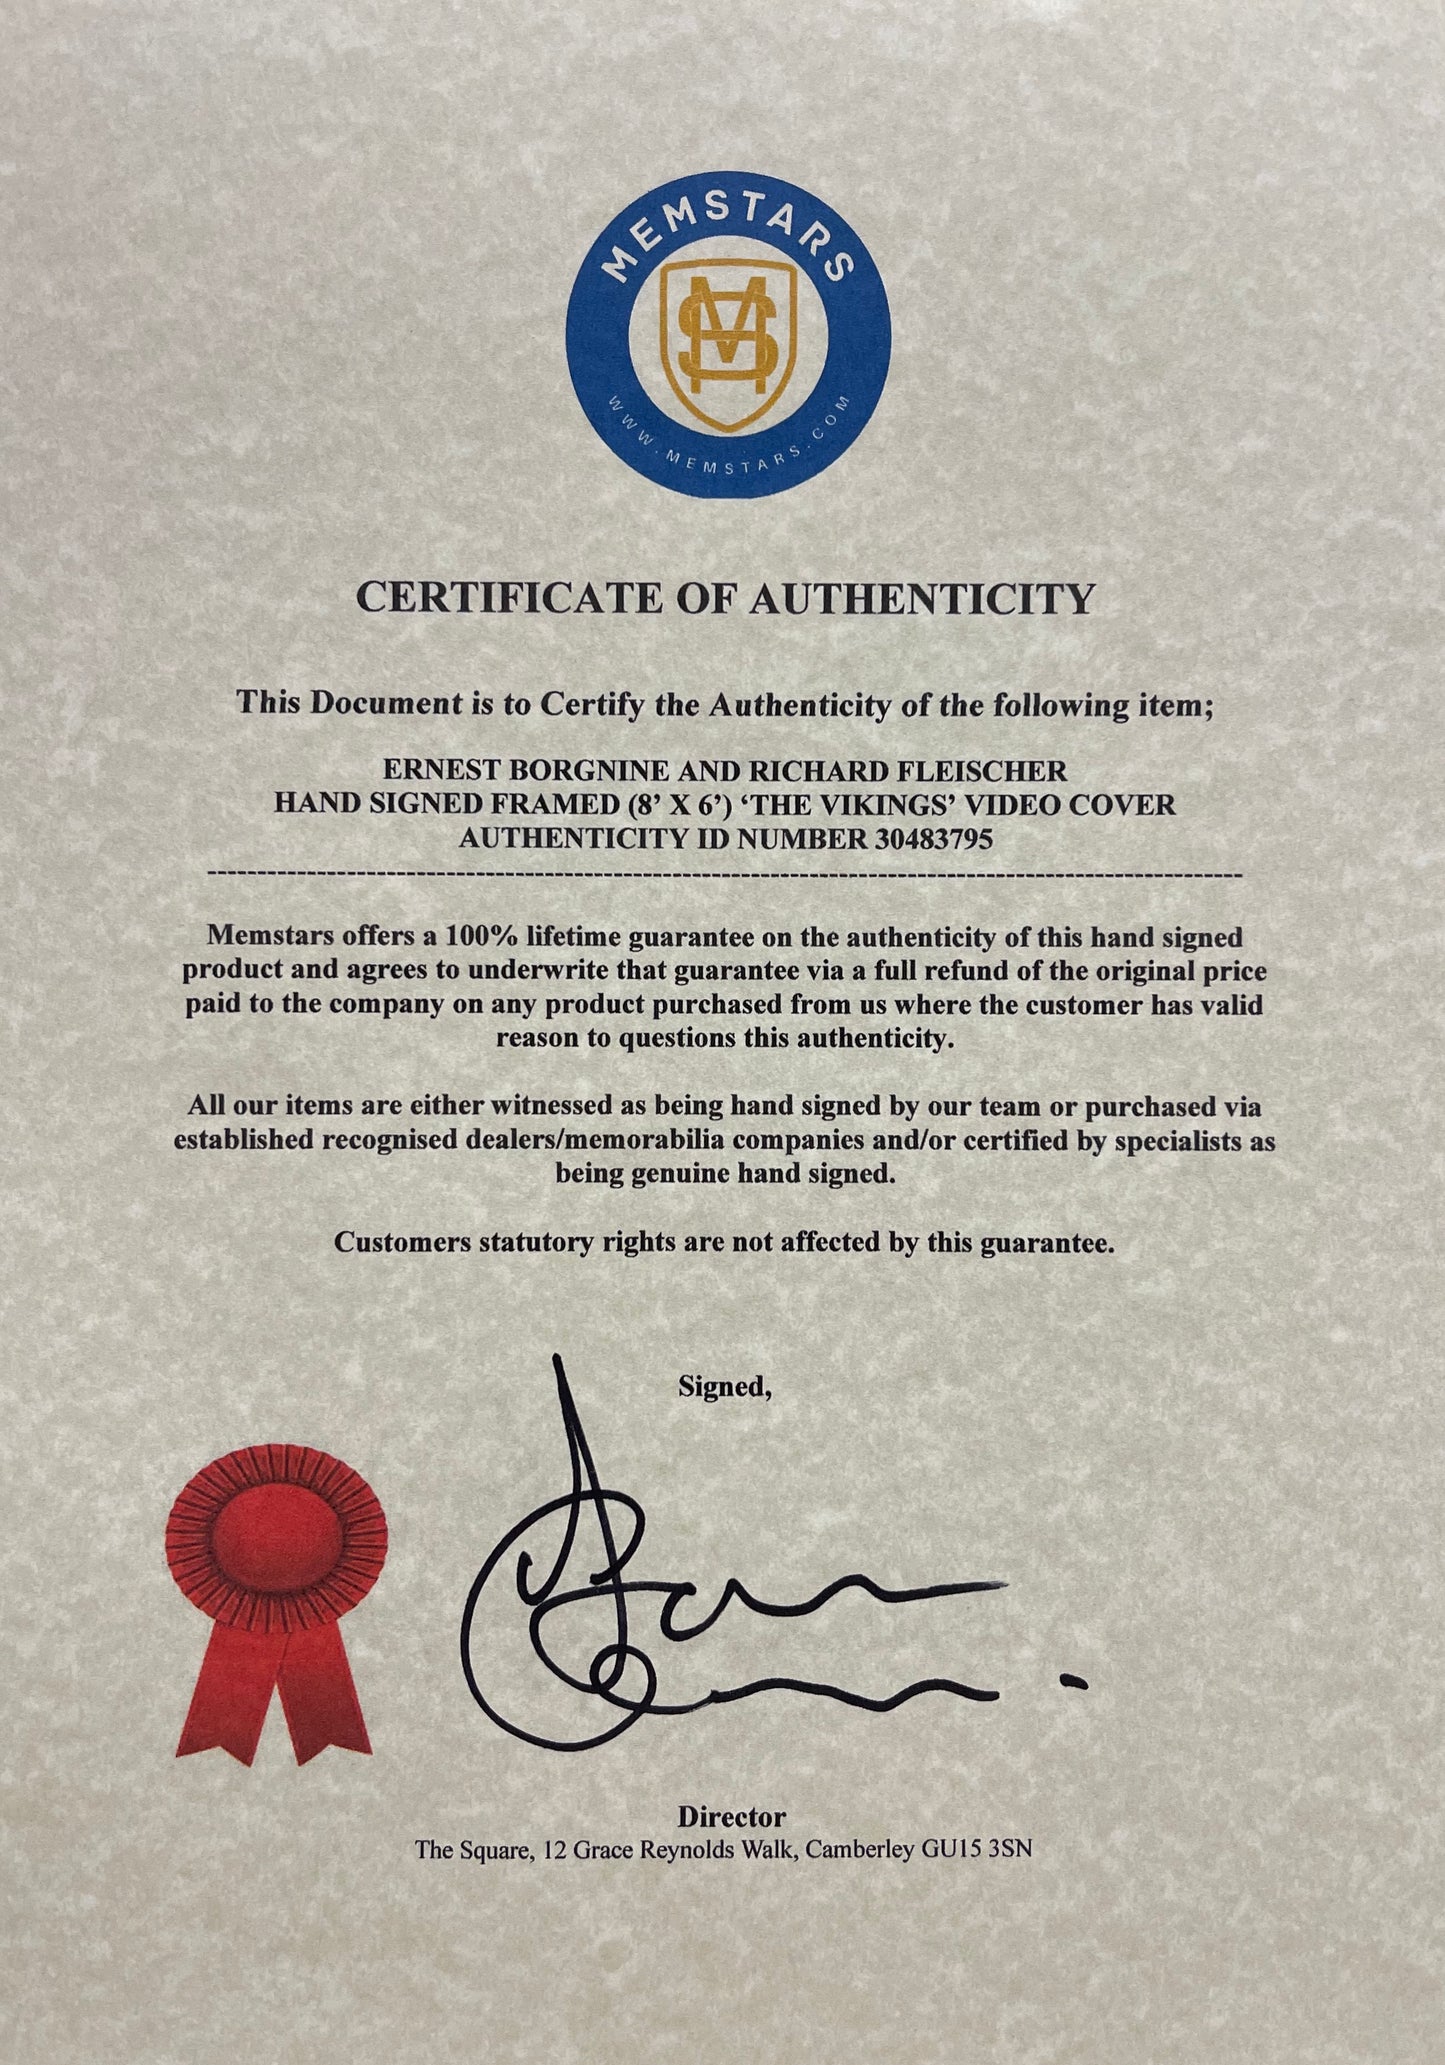 MEMSTARS
WWW.MEMSTARS.COM
CERTIFICATE OF AUTHENTICITY
This Document is to Certify the Authenticity of the following item;
ERNEST BORGNINE AND RICHARD FLEISCHER
HAND SIGNED FRAMED (8’ X 6’) ‘THE VIKINGS’ VIDEO COVER
AUTHENTICITY ID NUMBER 30483795
Memstars offers a 100% lifetime guarantee on the authenticity of this hand signed
product and agrees to underwrite that guarantee via a full refund of the original price
paid to the company on any product purchased from us where the customer has valid
reason to questions this authenticity.
All our items are either witnessed as being hand signed by our team or purchased via
established recognised dealers/memorabilia companies and/or certified by specialists as
being genuine hand signed.
Customers statutory rights are not affected by this guarantee.
Signed,
Director
The Square, 12 Grace Reynolds Walk, Camberley GU15 3SN